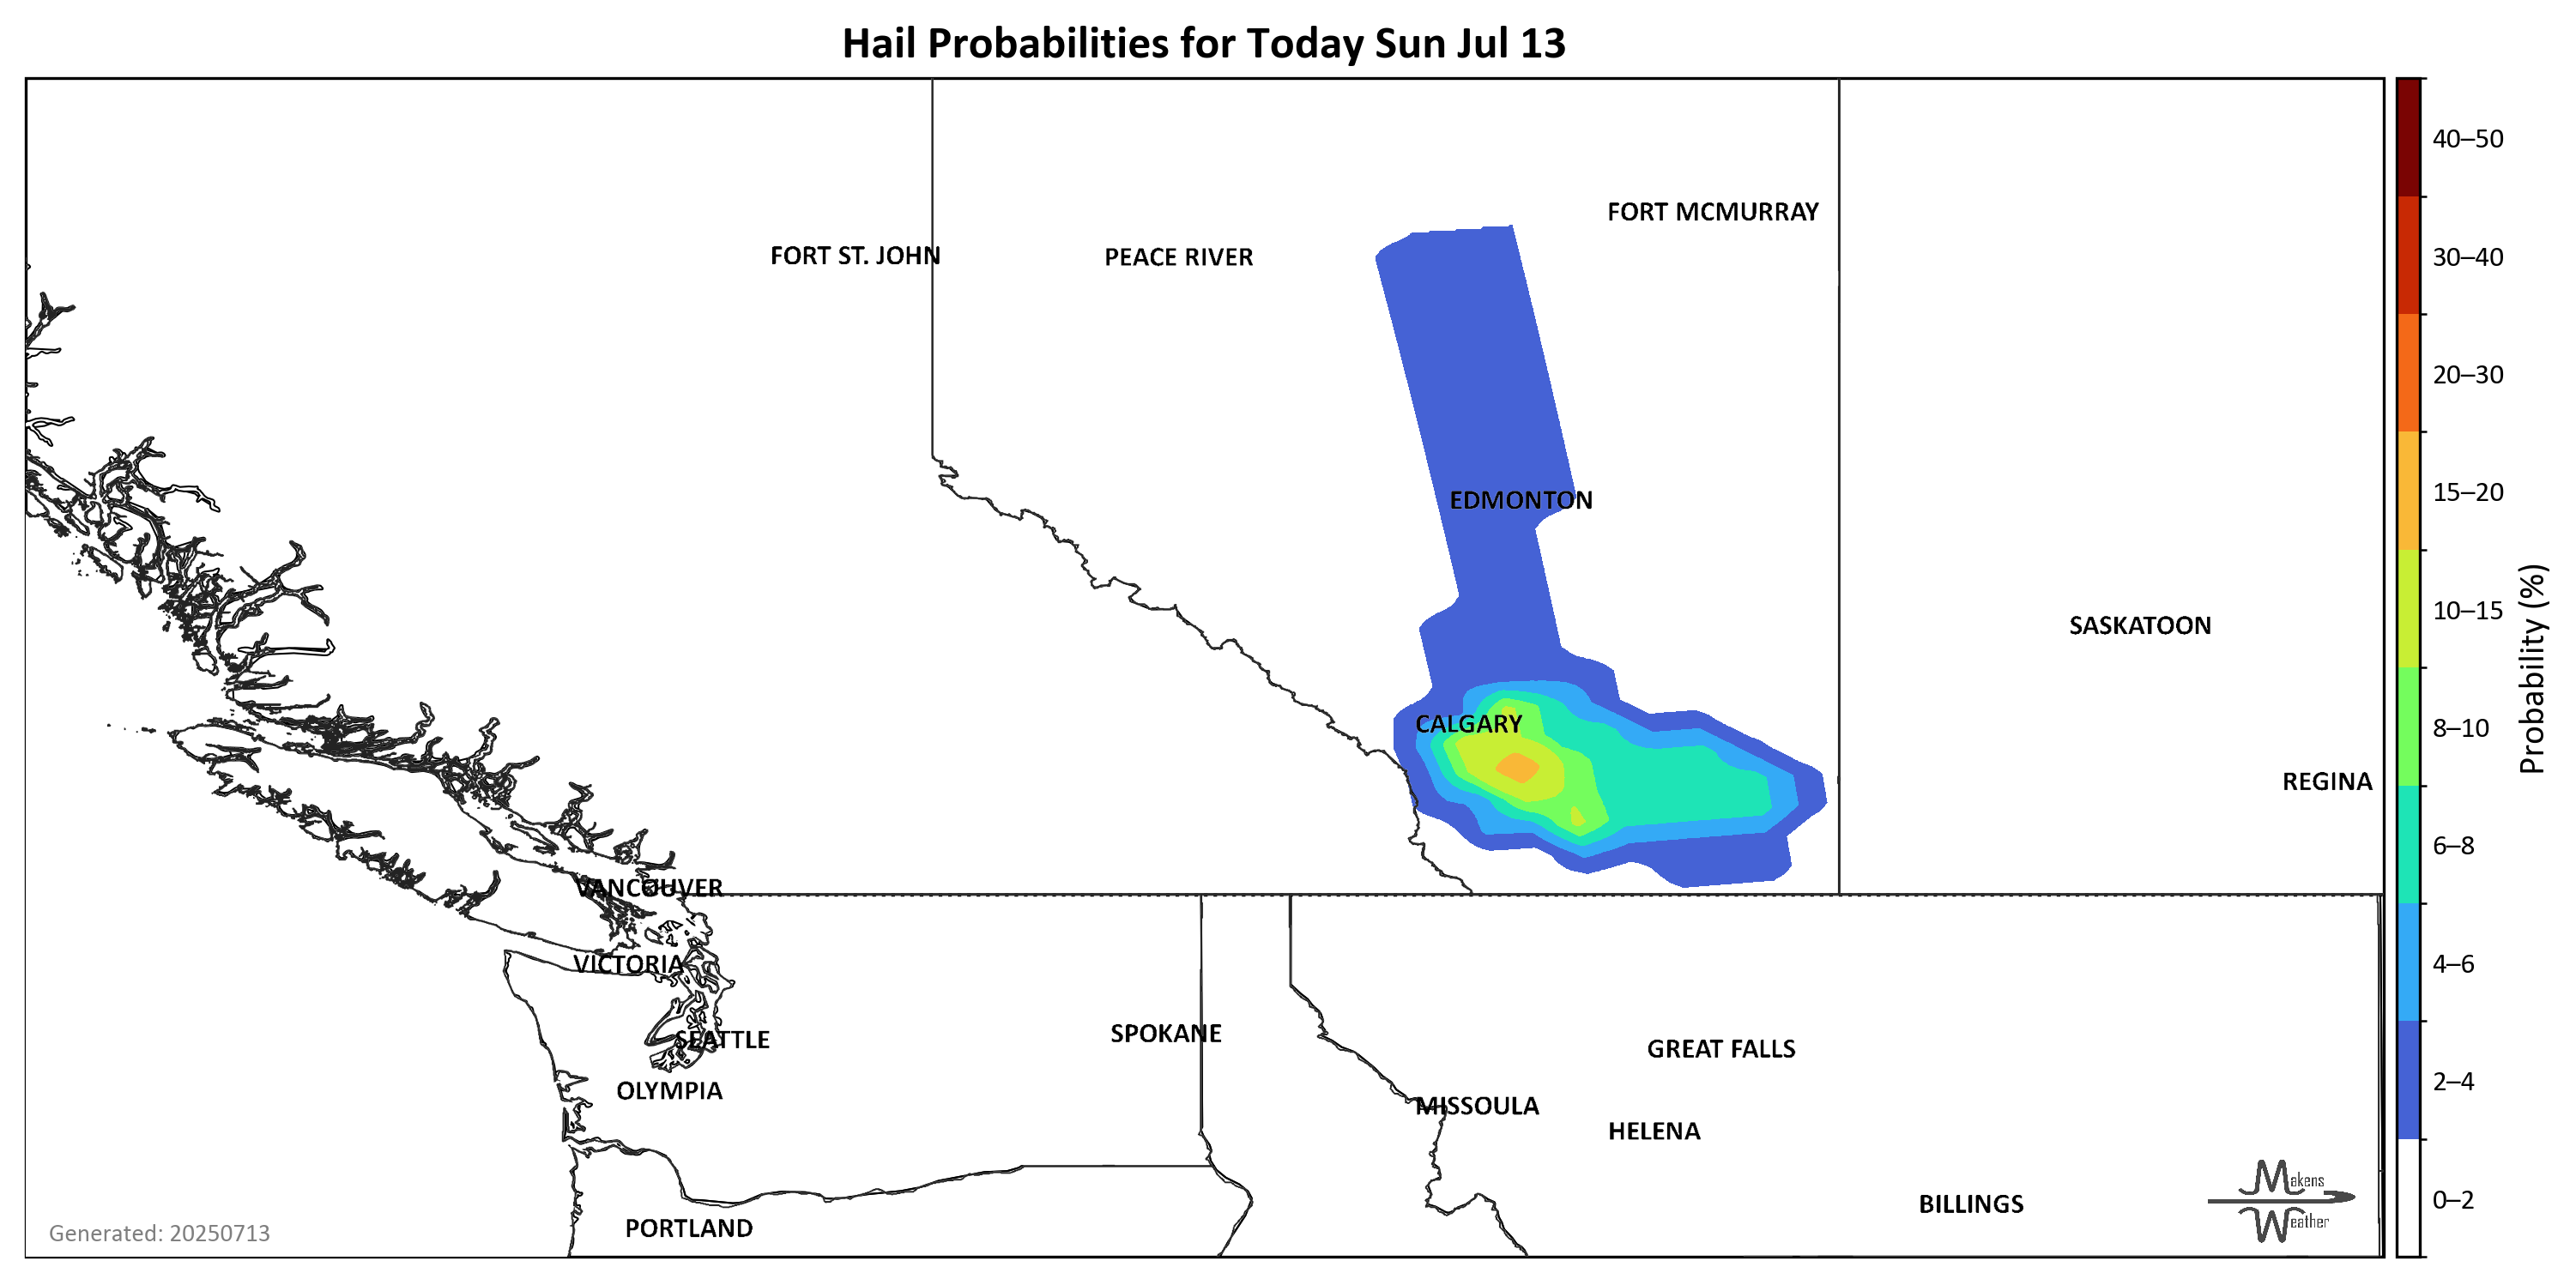 Hail Probabilities for Today Sun Jul 13
FORT MCMURRAY
FORT ST. JOHN
PEACE RIVER
EDMONTON
SASKATOON
CALGARY
REGINA
VANCOUVER
VICTORIA
SEATTLE
SPOKANE
GREAT FALLS
OLYMPIA
MISSOULA
HELENA
BILLINGS
PORTLAND
Generated: 20250713
Makens
Weather
40–50
30–40
20–30
15–20
10–15
8–10
6–8
4–6
2–4
0–2
Probability (%)